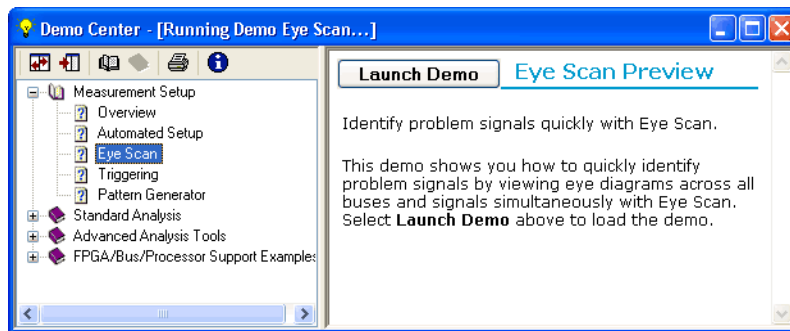 Demo Center - [Running Demo Eye Scan...]
Measurement Setup
Overview
Automated Setup
Eye Scan
Triggering
Pattern Generator
Standard Analysis
Advanced Analysis Tools
FPGA/Bus/Processor Support Examples
Launch Demo
Eye Scan Preview
Identify problem signals quickly with Eye Scan.
This demo shows you how to quickly identify
problem signals by viewing eye diagrams across all
buses and signals simultaneously with Eye Scan.
Select Launch Demo above to load the demo.